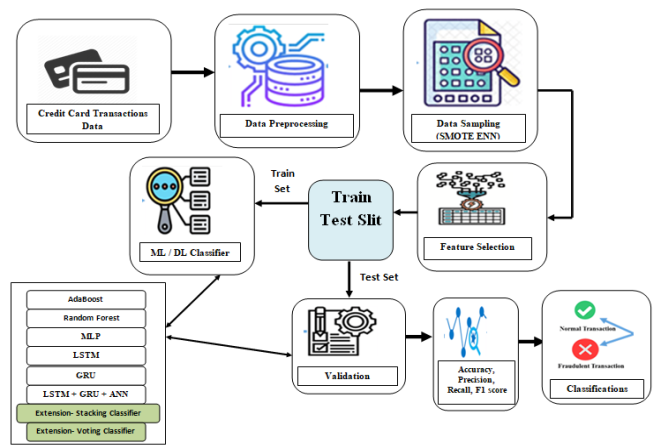 Credit Card Transactions
Data
Data Preprocessing
Data Sampling
(SMOTE ENN)
Feature Selection
Train
Test Slit
Train
Set
ML / DL Classifier
Test Set
AdaBoost
Random Forest
MLP
LSTM
GRU
LSTM + GRU + ANN
Extension- Stacking Classifier
Extension- Voting Classifier
Validation
Accuracy,
Precision,
Recall, F1 score
Normal Transaction
Fraudulent Transaction
Classifications